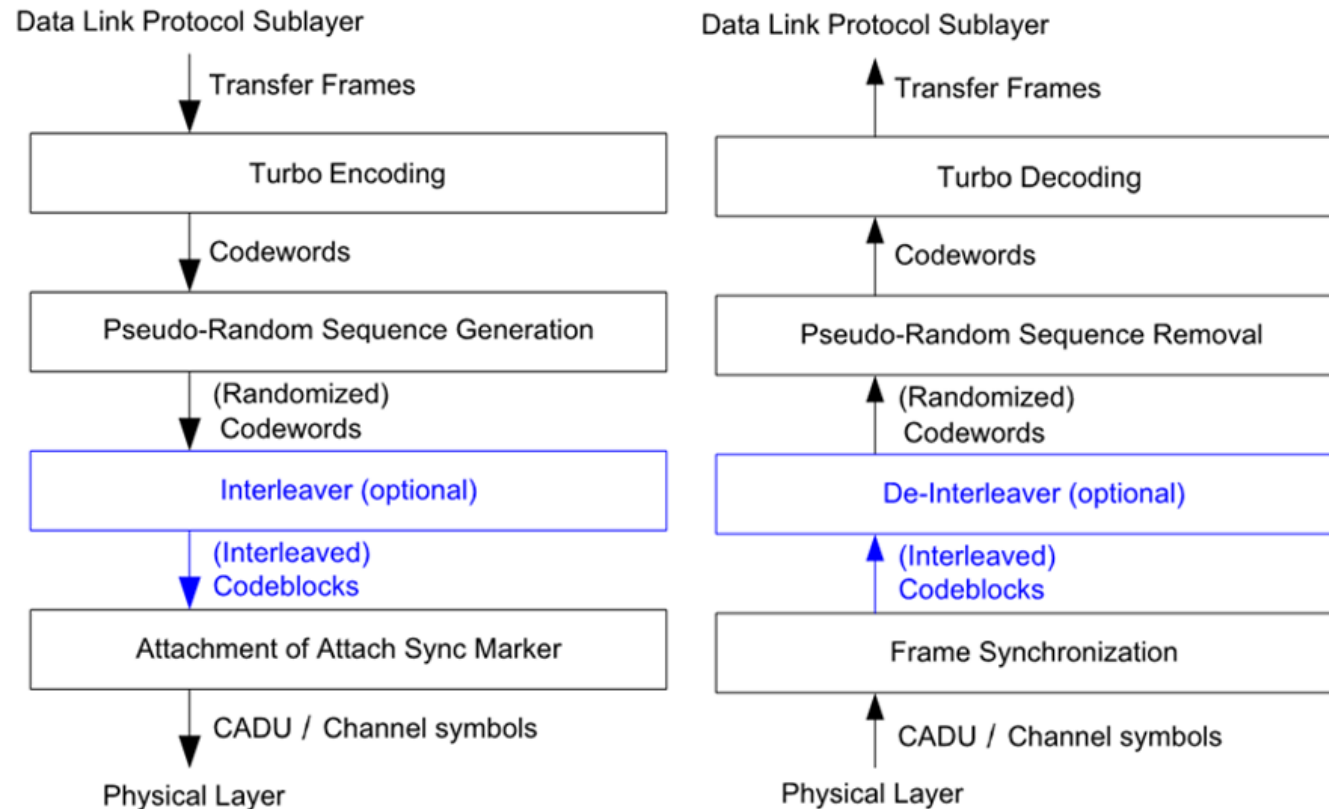 Data Link Protocol Sublayer
Transfer Frames
Turbo Encoding
Codewords
Pseudo-Random Sequence Generation
(Randomized)
Codewords
Interleaver (optional)
(Interleaved)
Codeblocks
Attachment of Attach Sync Marker
CADU / Channel symbols
Physical Layer
Data Link Protocol Sublayer
Transfer Frames
Turbo Decoding
Codewords
Pseudo-Random Sequence Removal
(Randomized)
Codewords
De-Interleaver (optional)
(Interleaved)
Codeblocks
Frame Synchronization
CADU / Channel symbols
Physical Layer